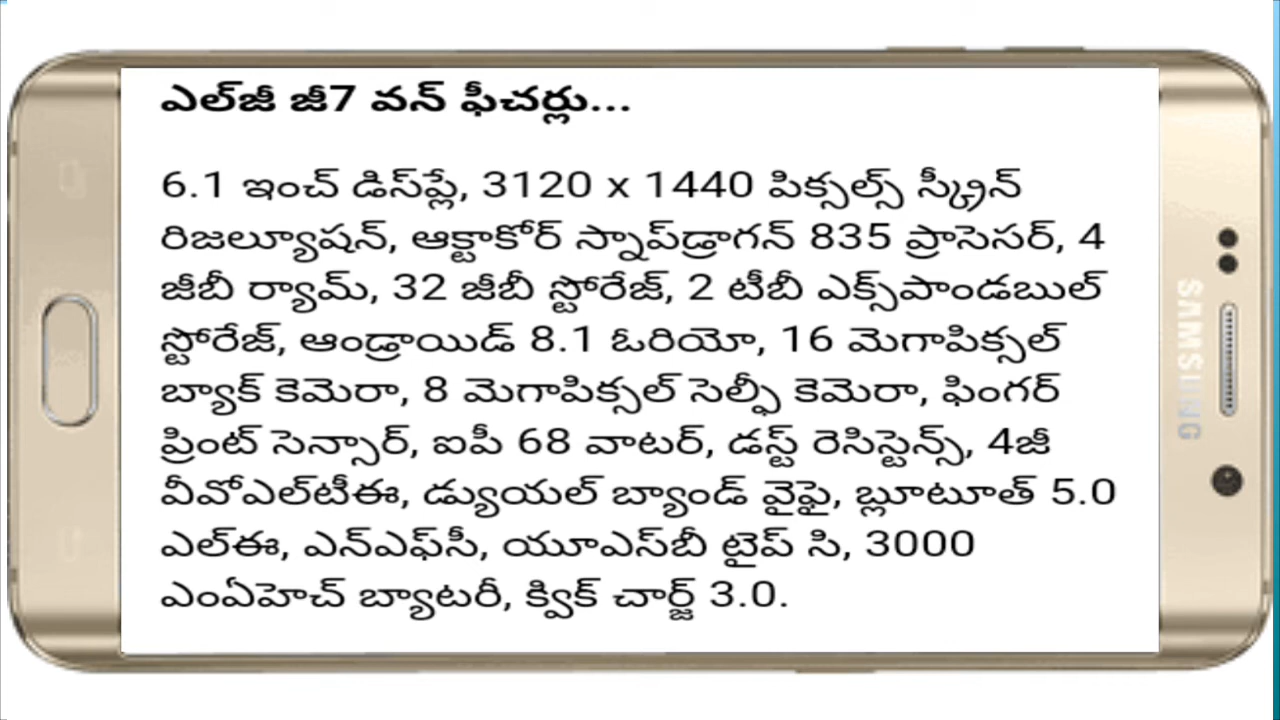 ఎల్‌జీ జీ7 వన్ ఫీచర్లు...
6.1 ఇంచ్ డిస్‌ప్లే, 3120 x 1440 పిక్సల్స్ స్క్రీన్
రిజల్యూషన్, ఆక్టాకోర్ స్నాప్‌డ్రాగన్ 835 ప్రాసెసర్, 4
జీబీ ర్యామ్, 32 జీబీ స్టోరేజ్, 2 టీబీ ఎక్స్‌పాండబుల్
స్టోరేజ్, ఆండ్రాయిడ్ 8.1 ఓరియో, 16 మెగాపిక్సల్
బ్యాక్ కెమెరా, 8 మెగాపిక్సల్ సెల్ఫీ కెమెరా, ఫింగర్
ప్రింట్ సెన్సార్, ఐపీ 68 వాటర్, డస్ట్ రెసిస్టెన్స్, 4జీ
వీవోఎల్‌టీఈ, డ్యుయల్ బ్యాండ్ వైఫై, బ్లూటూత్ 5.0
ఎల్ఈ, ఎన్ఎఫ్‌సీ, యూఎస్‌బీ టైప్ సి, 3000
ఎంఏహెచ్ బ్యాటరీ, క్విక్ చార్జ్ 3.0.
SAMSUNG